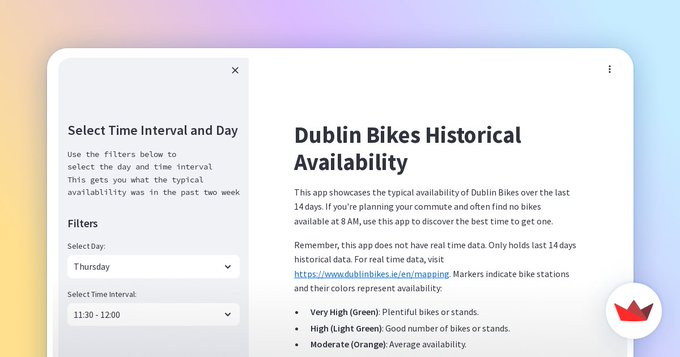 Select Time Interval and Day
Use the filters below to
select the day and time interval
This gets you what the typical
availablility was in the past two week
Filters
Select Day:
Thursday
Select Time Interval:
11:30 - 12:00
Dublin Bikes Historical
Availability
This app showcases the typical availability of Dublin Bikes over the last
14 days. If you're planning your commute and often find no bikes
available at 8 AM, use this app to discover the best time to get one.
Remember, this app does not have real time data. Only holds last 14 days
historical data. For real time data, visit
https://www.dublinbikes.ie/en/mapping. Markers indicate bike stations
and their colors represent availability:
• Very High (Green): Plentiful bikes or stands.
• High (Light Green): Good number of bikes or stands.
• Moderate (Orange): Average availability.